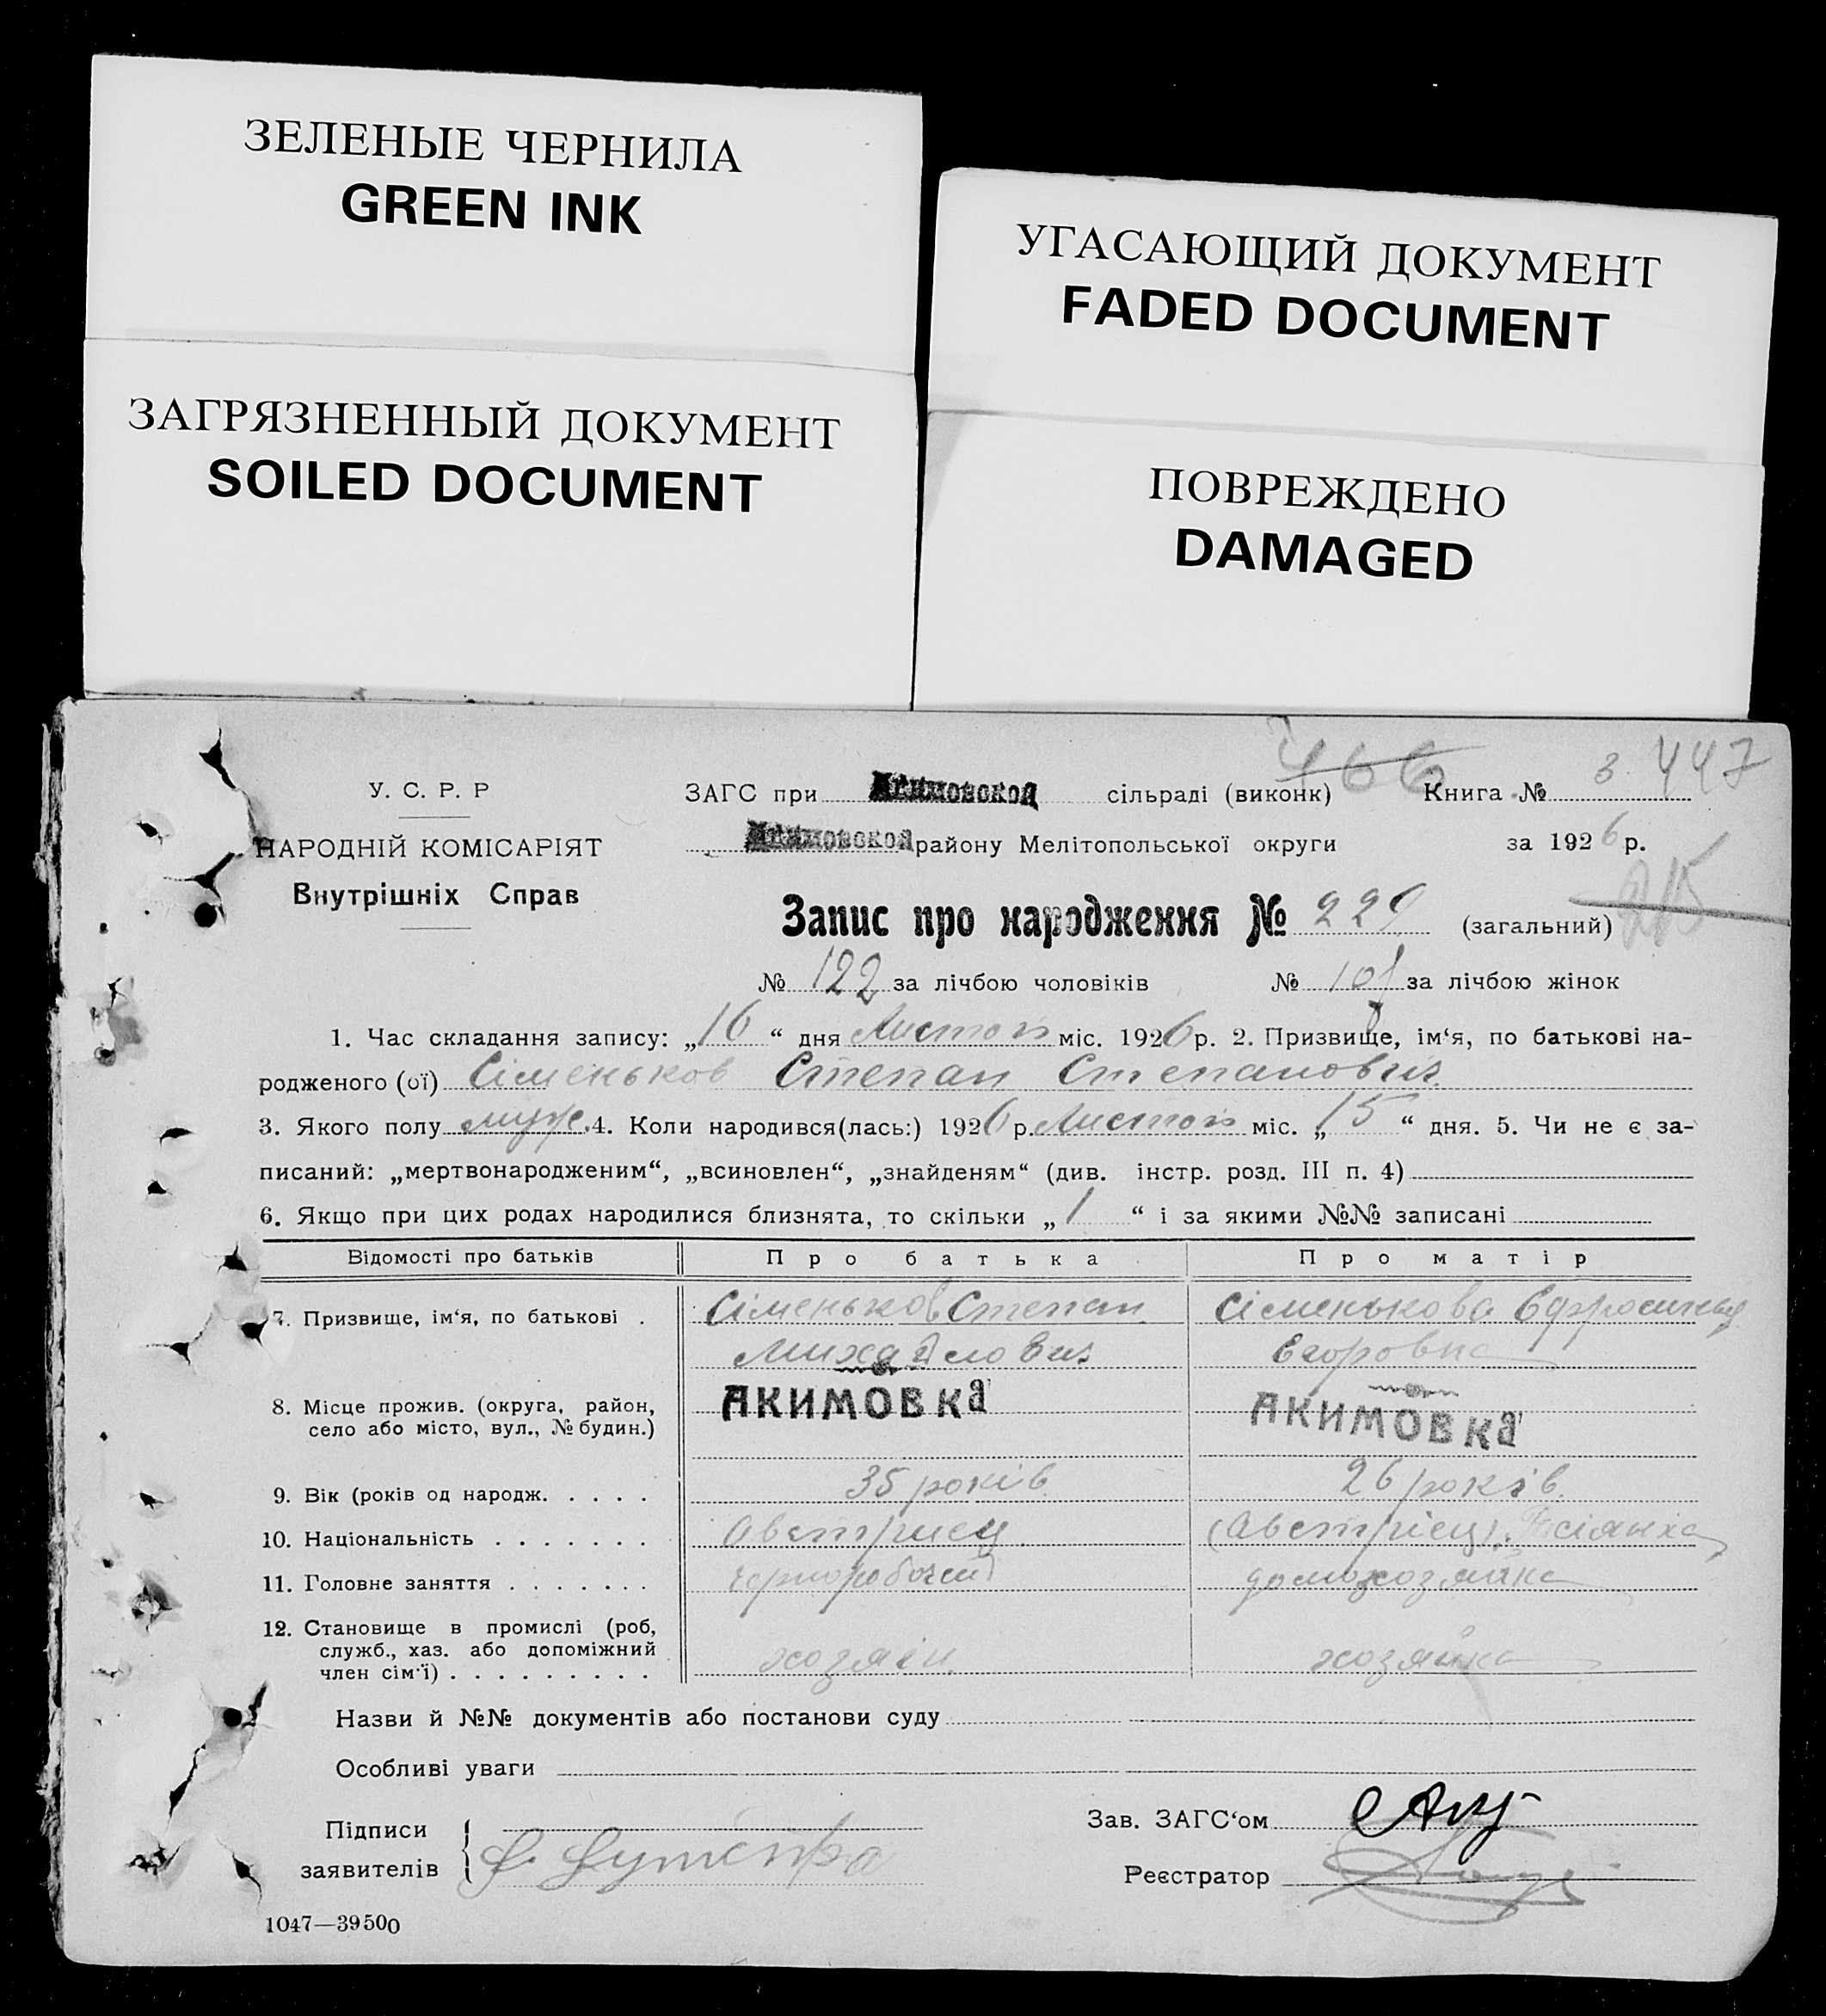 ЗЕЛЕНЫЕ ЧЕРНИЛА
GREEN INK
УГАСАЮЩИЙ ДОКУМЕНТ
FADED DOCUMENT
ЗАГРЯЗНЕННЫЙ ДОКУМЕНТ
SOILED DOCUMENT
ПОВРЕЖДЕНО
DAMAGED
466
3 447
У. С. Р. Р
НАРОДНІЙ КОМІСАРІЯТ
Внутрішніх Справ
ЗАГС при Акимовской сільраді (виконк) Книга №
Акимовской району Мелітопольської округи за 1926 р.
215
Запис про народження № 229 (загальний)
№ 122 за лічбою чоловіків № 107 за лічбою жінок
1. Час складання запису: „16“ дня Листоп міс. 1926 р. 2. Призвище, ім'я, по батькові на-
родженого (ої) Сіменьков Степан Степанович
3. Якого полу муж. 4. Коли народився(лась:) 1926 р. Листоп міс. „15“ дня. 5. Чи не є за-
писаний: „мертвонародженим“, „всиновлен“, „знайденям“ (див. інстр. розд. III п. 4)
6. Якщо при цих родах народилися близнята, то скільки „1“ і за якими №№ записані
Відомості про батьків Про батька Про матір
7. Призвище, ім'я, по батькові . Сіменьков Степан Михайлович Сіменькова Ефросинья Егоровна
8. Місце прожив. (округа, район,
село або місто, вул., № будин.) АКИМОВКа АКИМОВКа
9. Вік (років од народж. . . . . 35 років 26 років.
10. Національність . . . . . . . Австриец (Австріец).
11. Головне заняття . . . . . . . чернорабочий домохозяйка
12. Становище в промислі (роб,
служб., хаз. або допоміжний
член сім'ї) . . . . . . . . . хозяін. хозяйка
Назви й №№ документів або постанови суду
Особливі уваги
Підписи
заявителів
Зав. ЗАГС'ом
Реєстратор
1047—39500